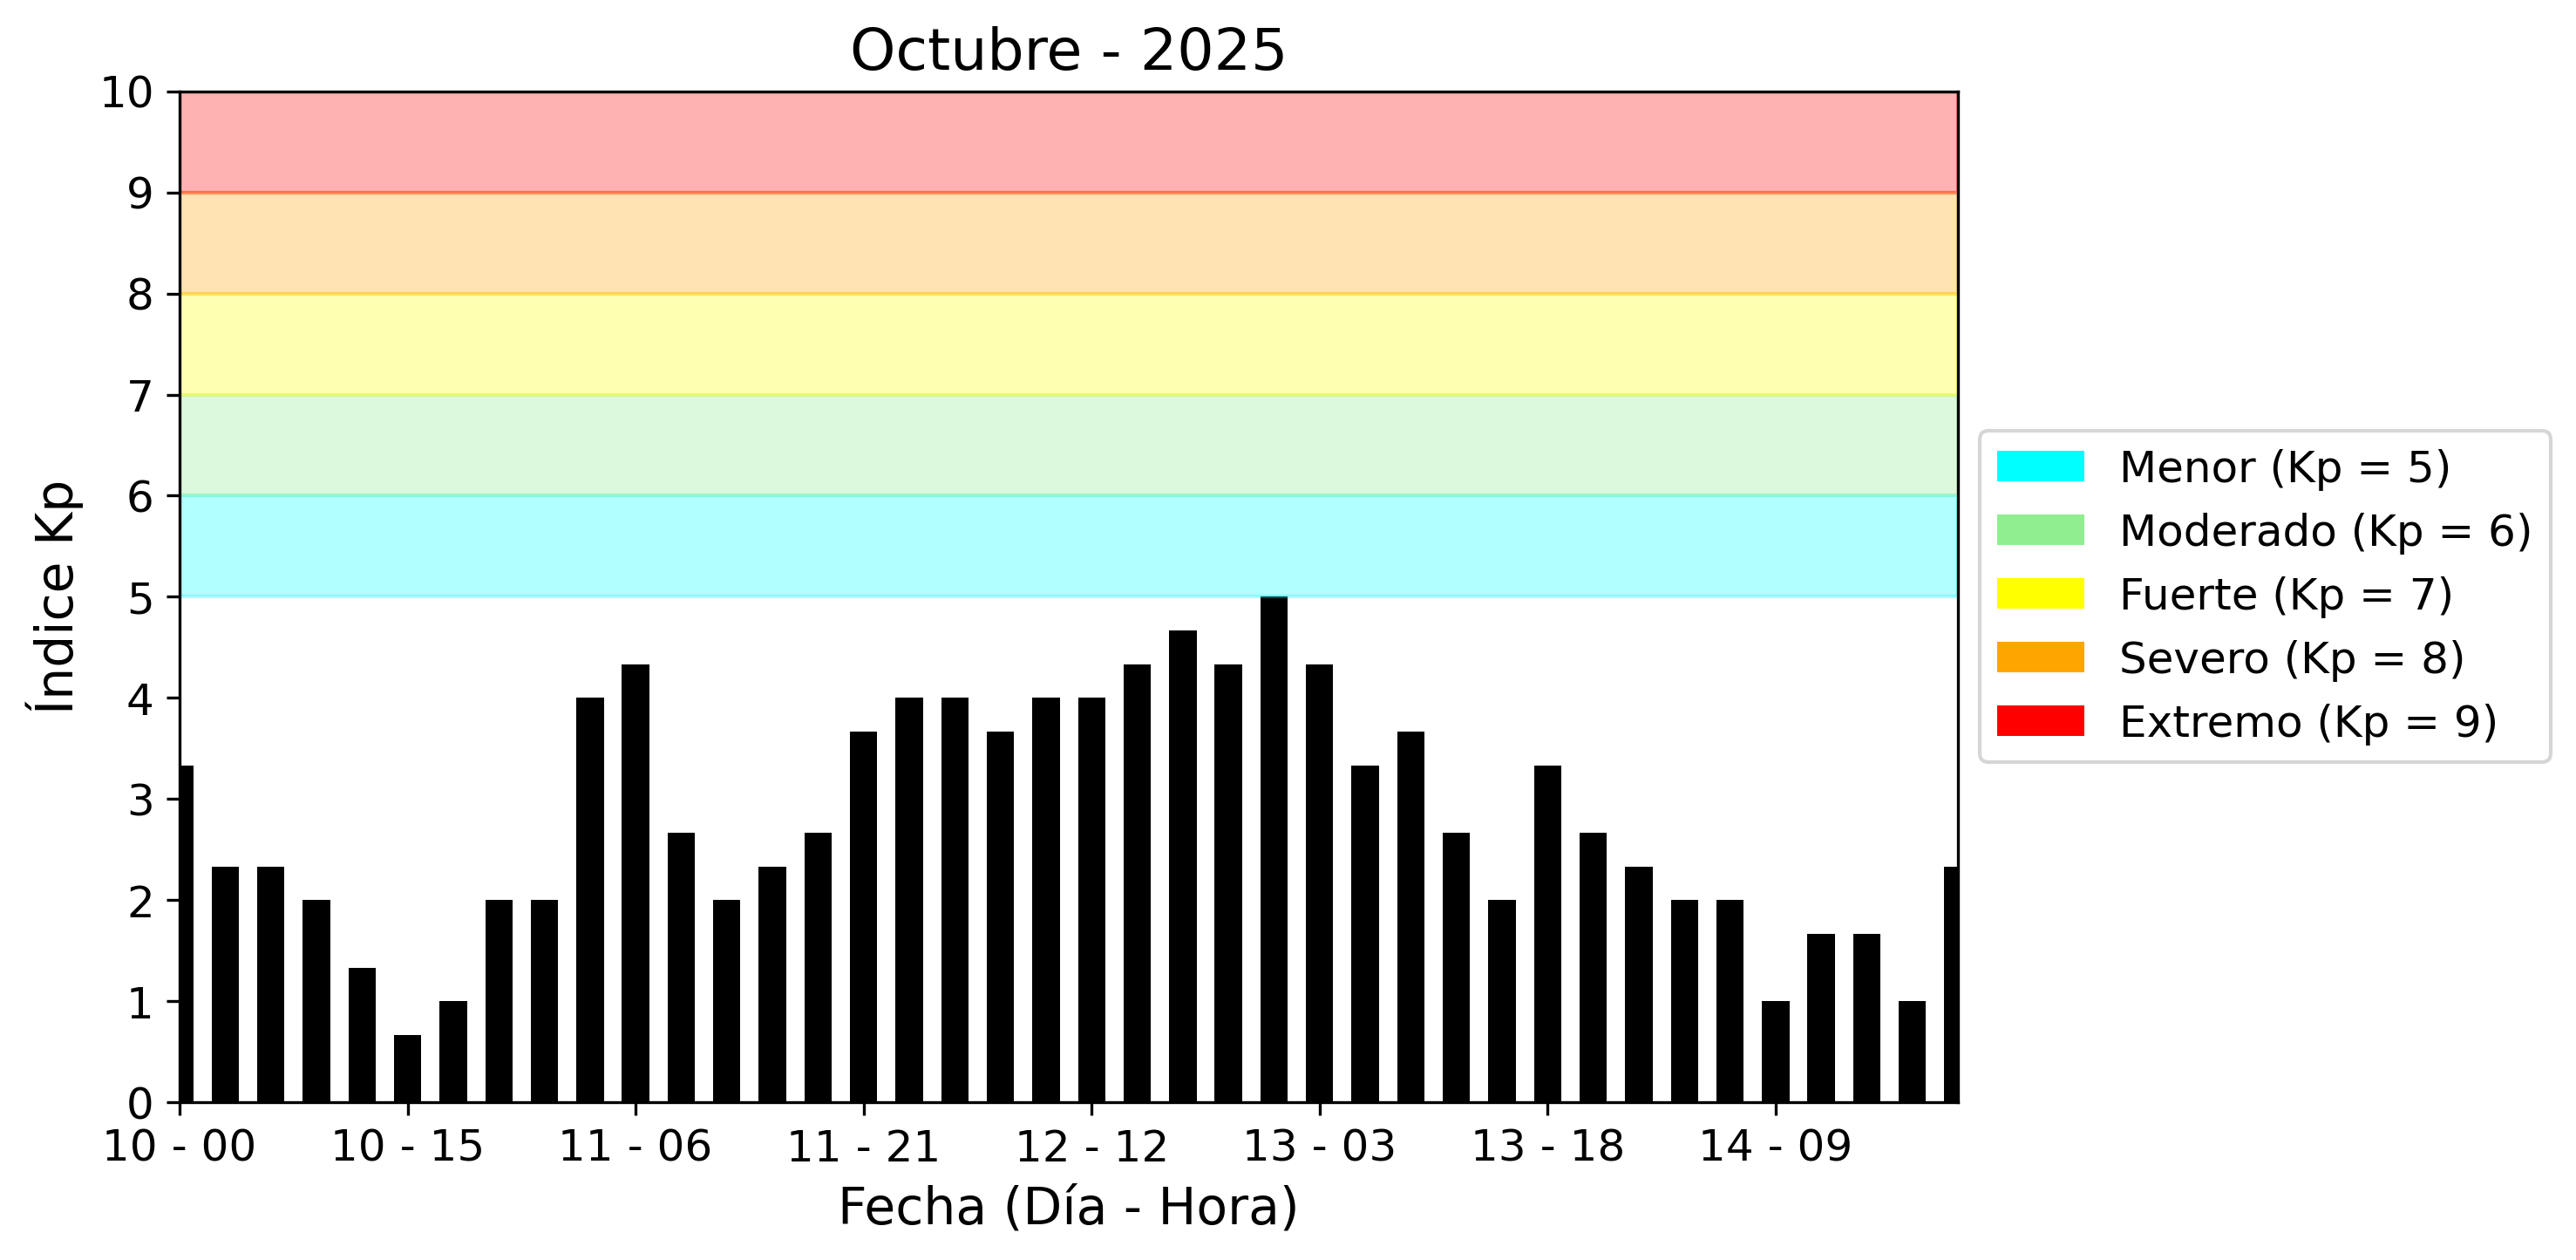 Octubre - 2025
10
9
8
7
6
5
4
3
2
1
0
Índice Kp
10 - 00
10 - 15
11 - 06
11 - 21
12 - 12
13 - 03
13 - 18
14 - 09
Fecha (Día - Hora)
Menor (Kp = 5)
Moderado (Kp = 6)
Fuerte (Kp = 7)
Severo (Kp = 8)
Extremo (Kp = 9)